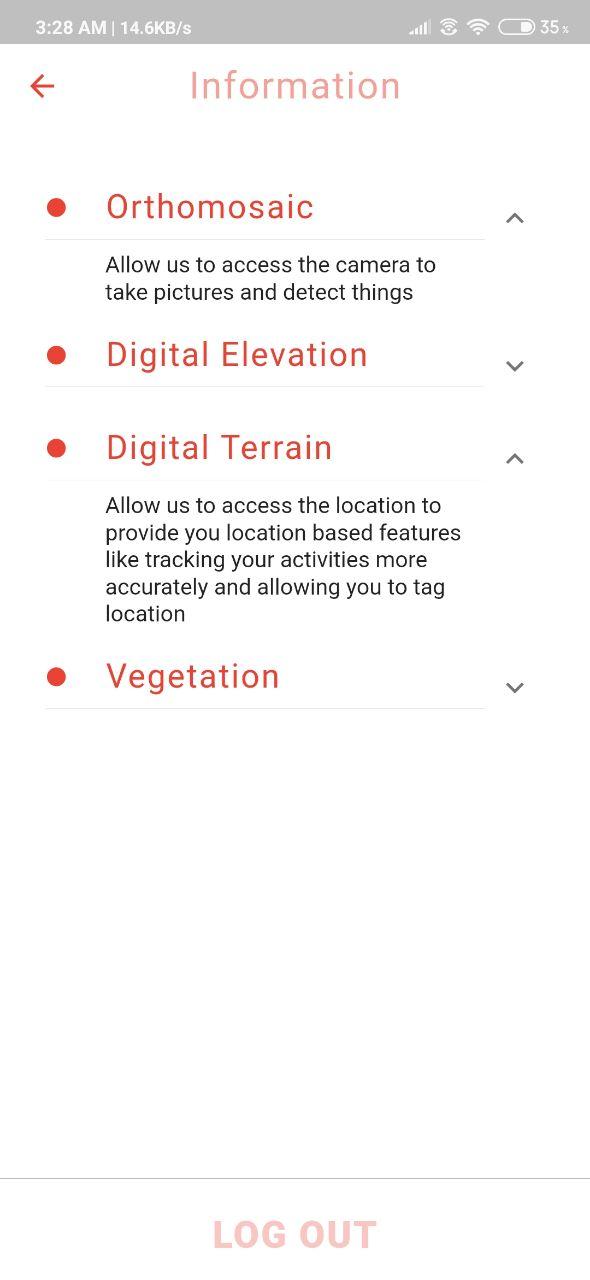 3:28 AM | 14.6KB/s 35 %
Information
Orthomosaic
Allow us to access the camera to
take pictures and detect things
Digital Elevation
Digital Terrain
Allow us to access the location to
provide you location based features
like tracking your activities more
accurately and allowing you to tag
location
Vegetation
LOG OUT